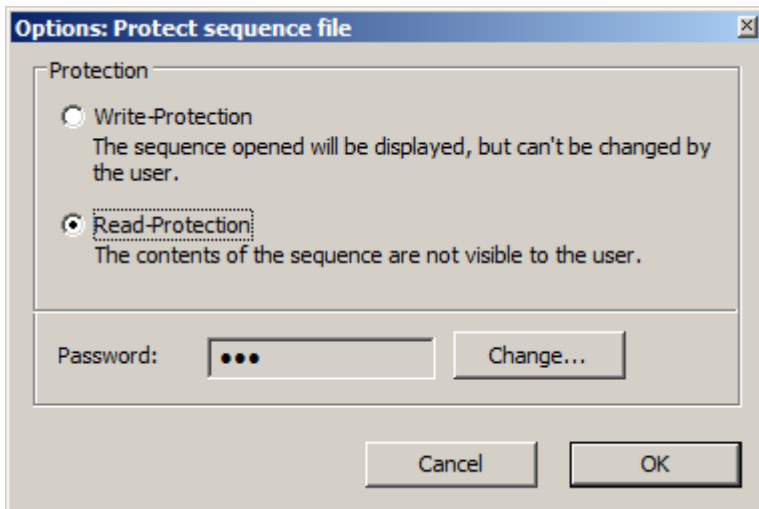 Options: Protect sequence file
Protection
Write-Protection
The sequence opened will be displayed, but can't be changed by
the user.
Read-Protection
The contents of the sequence are not visible to the user.
Password: ●●● Change...
Cancel OK